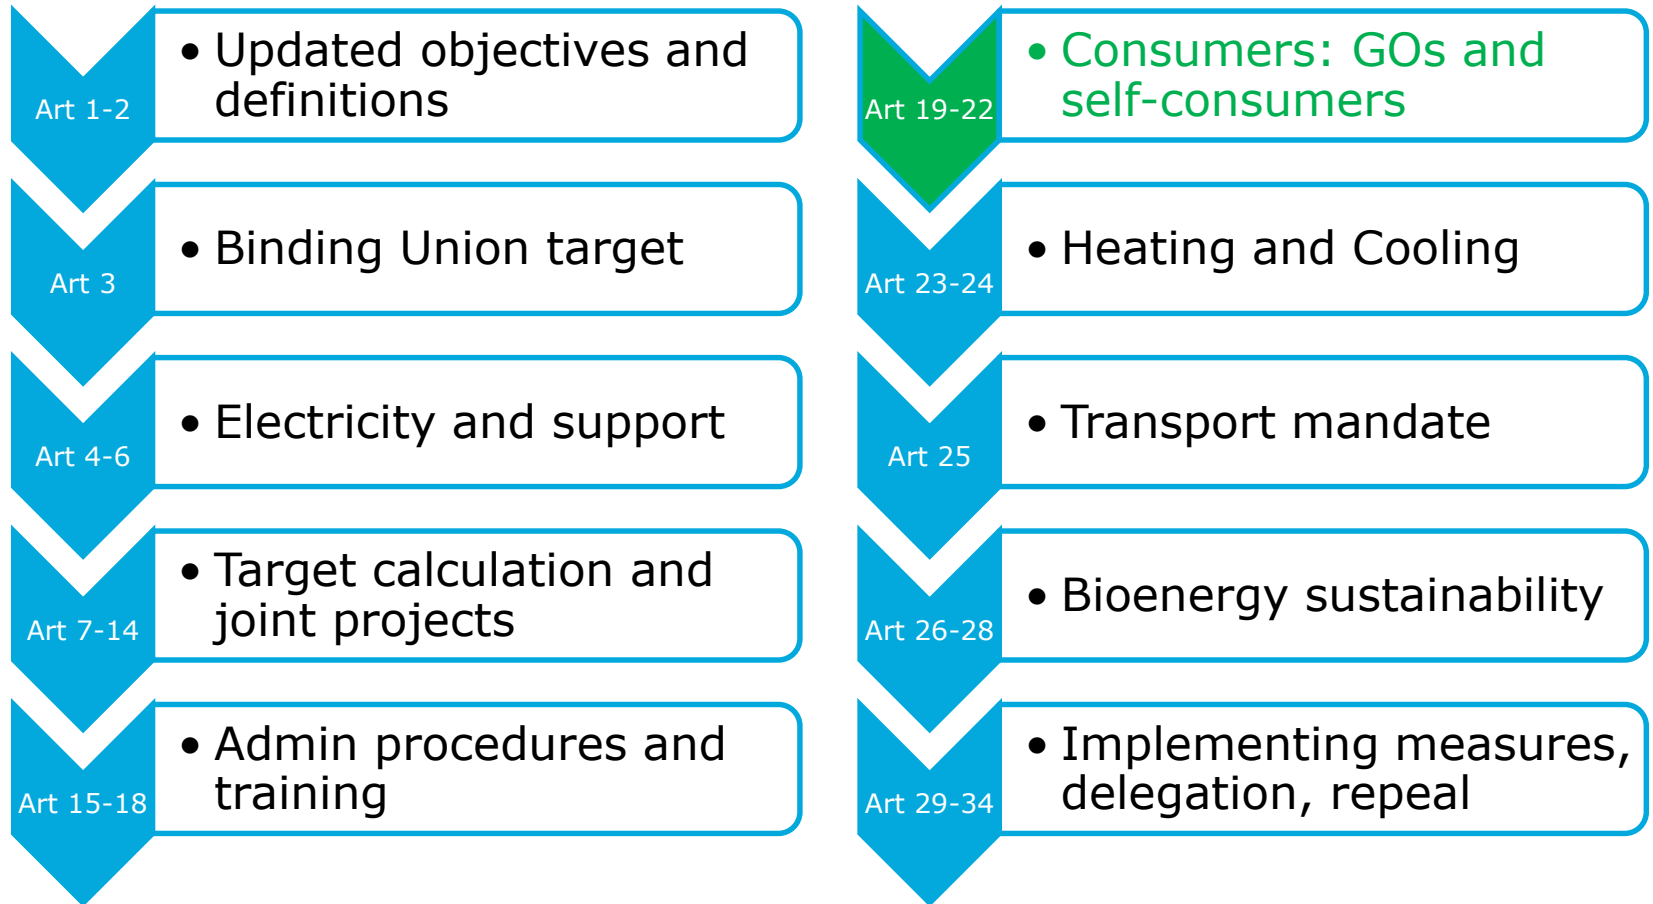 Art 1-2
• Updated objectives and
definitions
Art 3
• Binding Union target
Art 4-6
• Electricity and support
Art 7-14
• Target calculation and
joint projects
Art 15-18
• Admin procedures and
training
Art 19-22
• Consumers: GOs and
self-consumers
Art 23-24
• Heating and Cooling
Art 25
• Transport mandate
Art 26-28
• Bioenergy sustainability
Art 29-34
• Implementing measures,
delegation, repeal